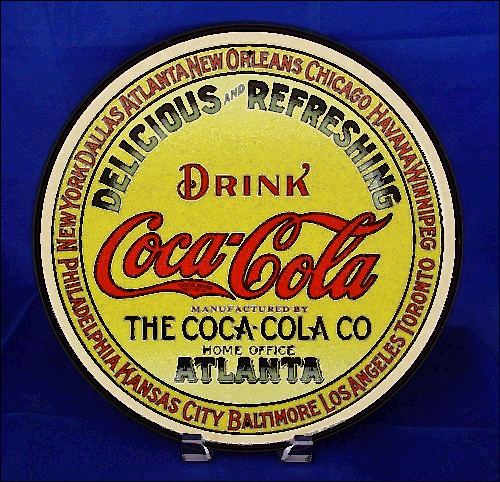 NEW YORK DALLAS ATLANTA NEW ORLEANS CHICAGO HAVANA WINNIPEG
DELICIOUS AND REFRESHING
DRINK
Coca-Cola
MANUFACTURED BY
THE COCA-COLA CO
HOME OFFICE
ATLANTA
PHILADELPHIA KANSAS CITY BALTIMORE LOS ANGELES TORONTO